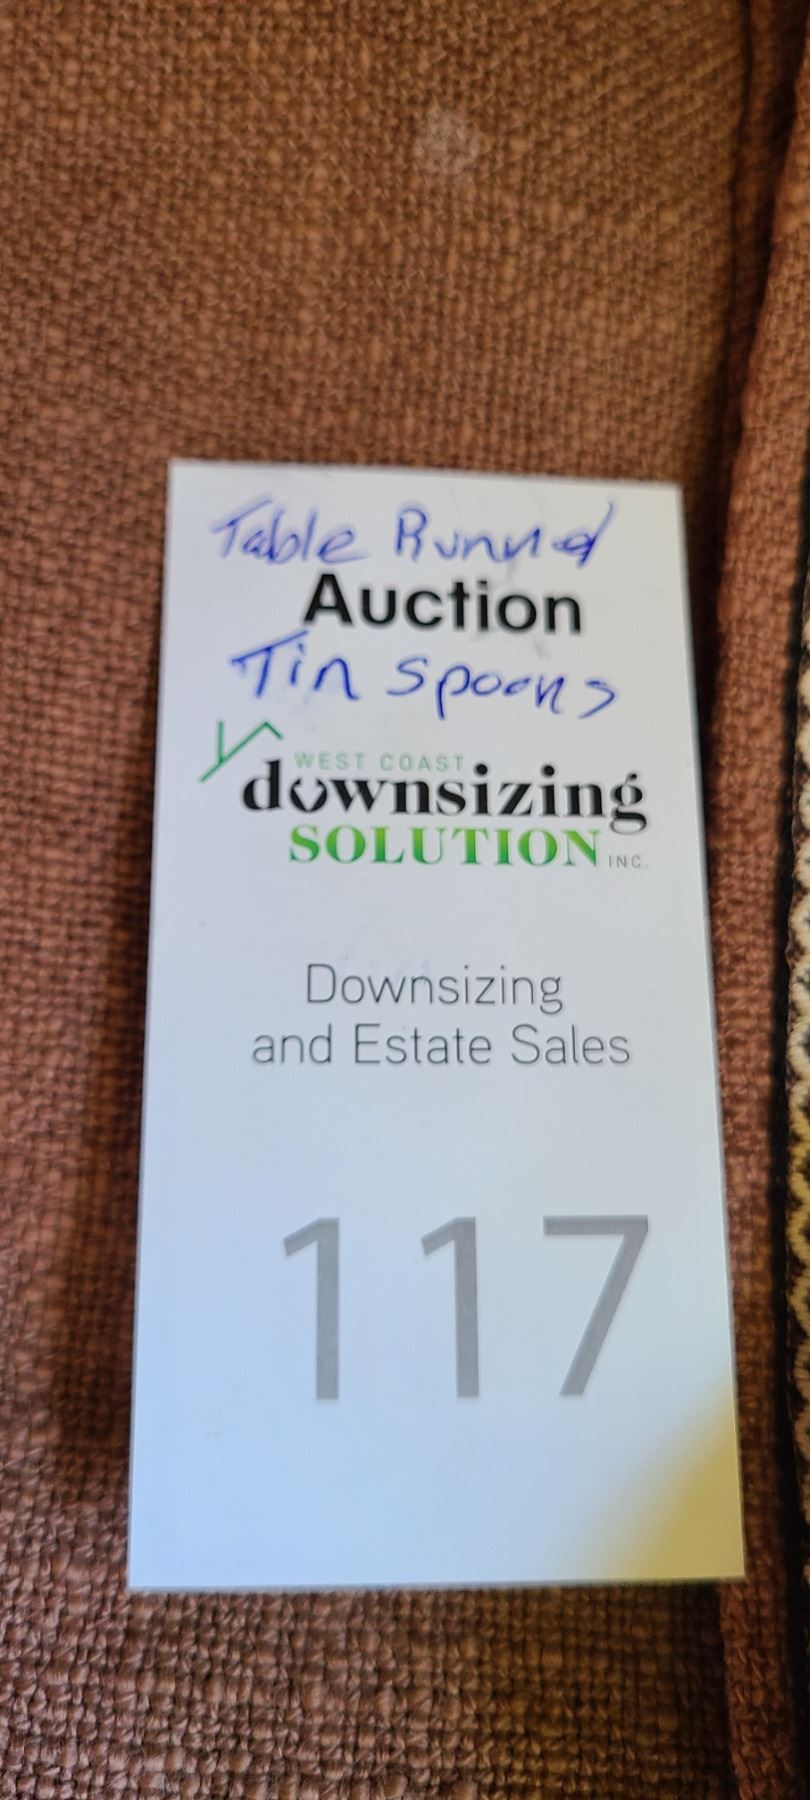 Table Runner
Auction
Tin Spoons
WEST COAST
downsizing
SOLUTION INC.
Downsizing
and Estate Sales
117